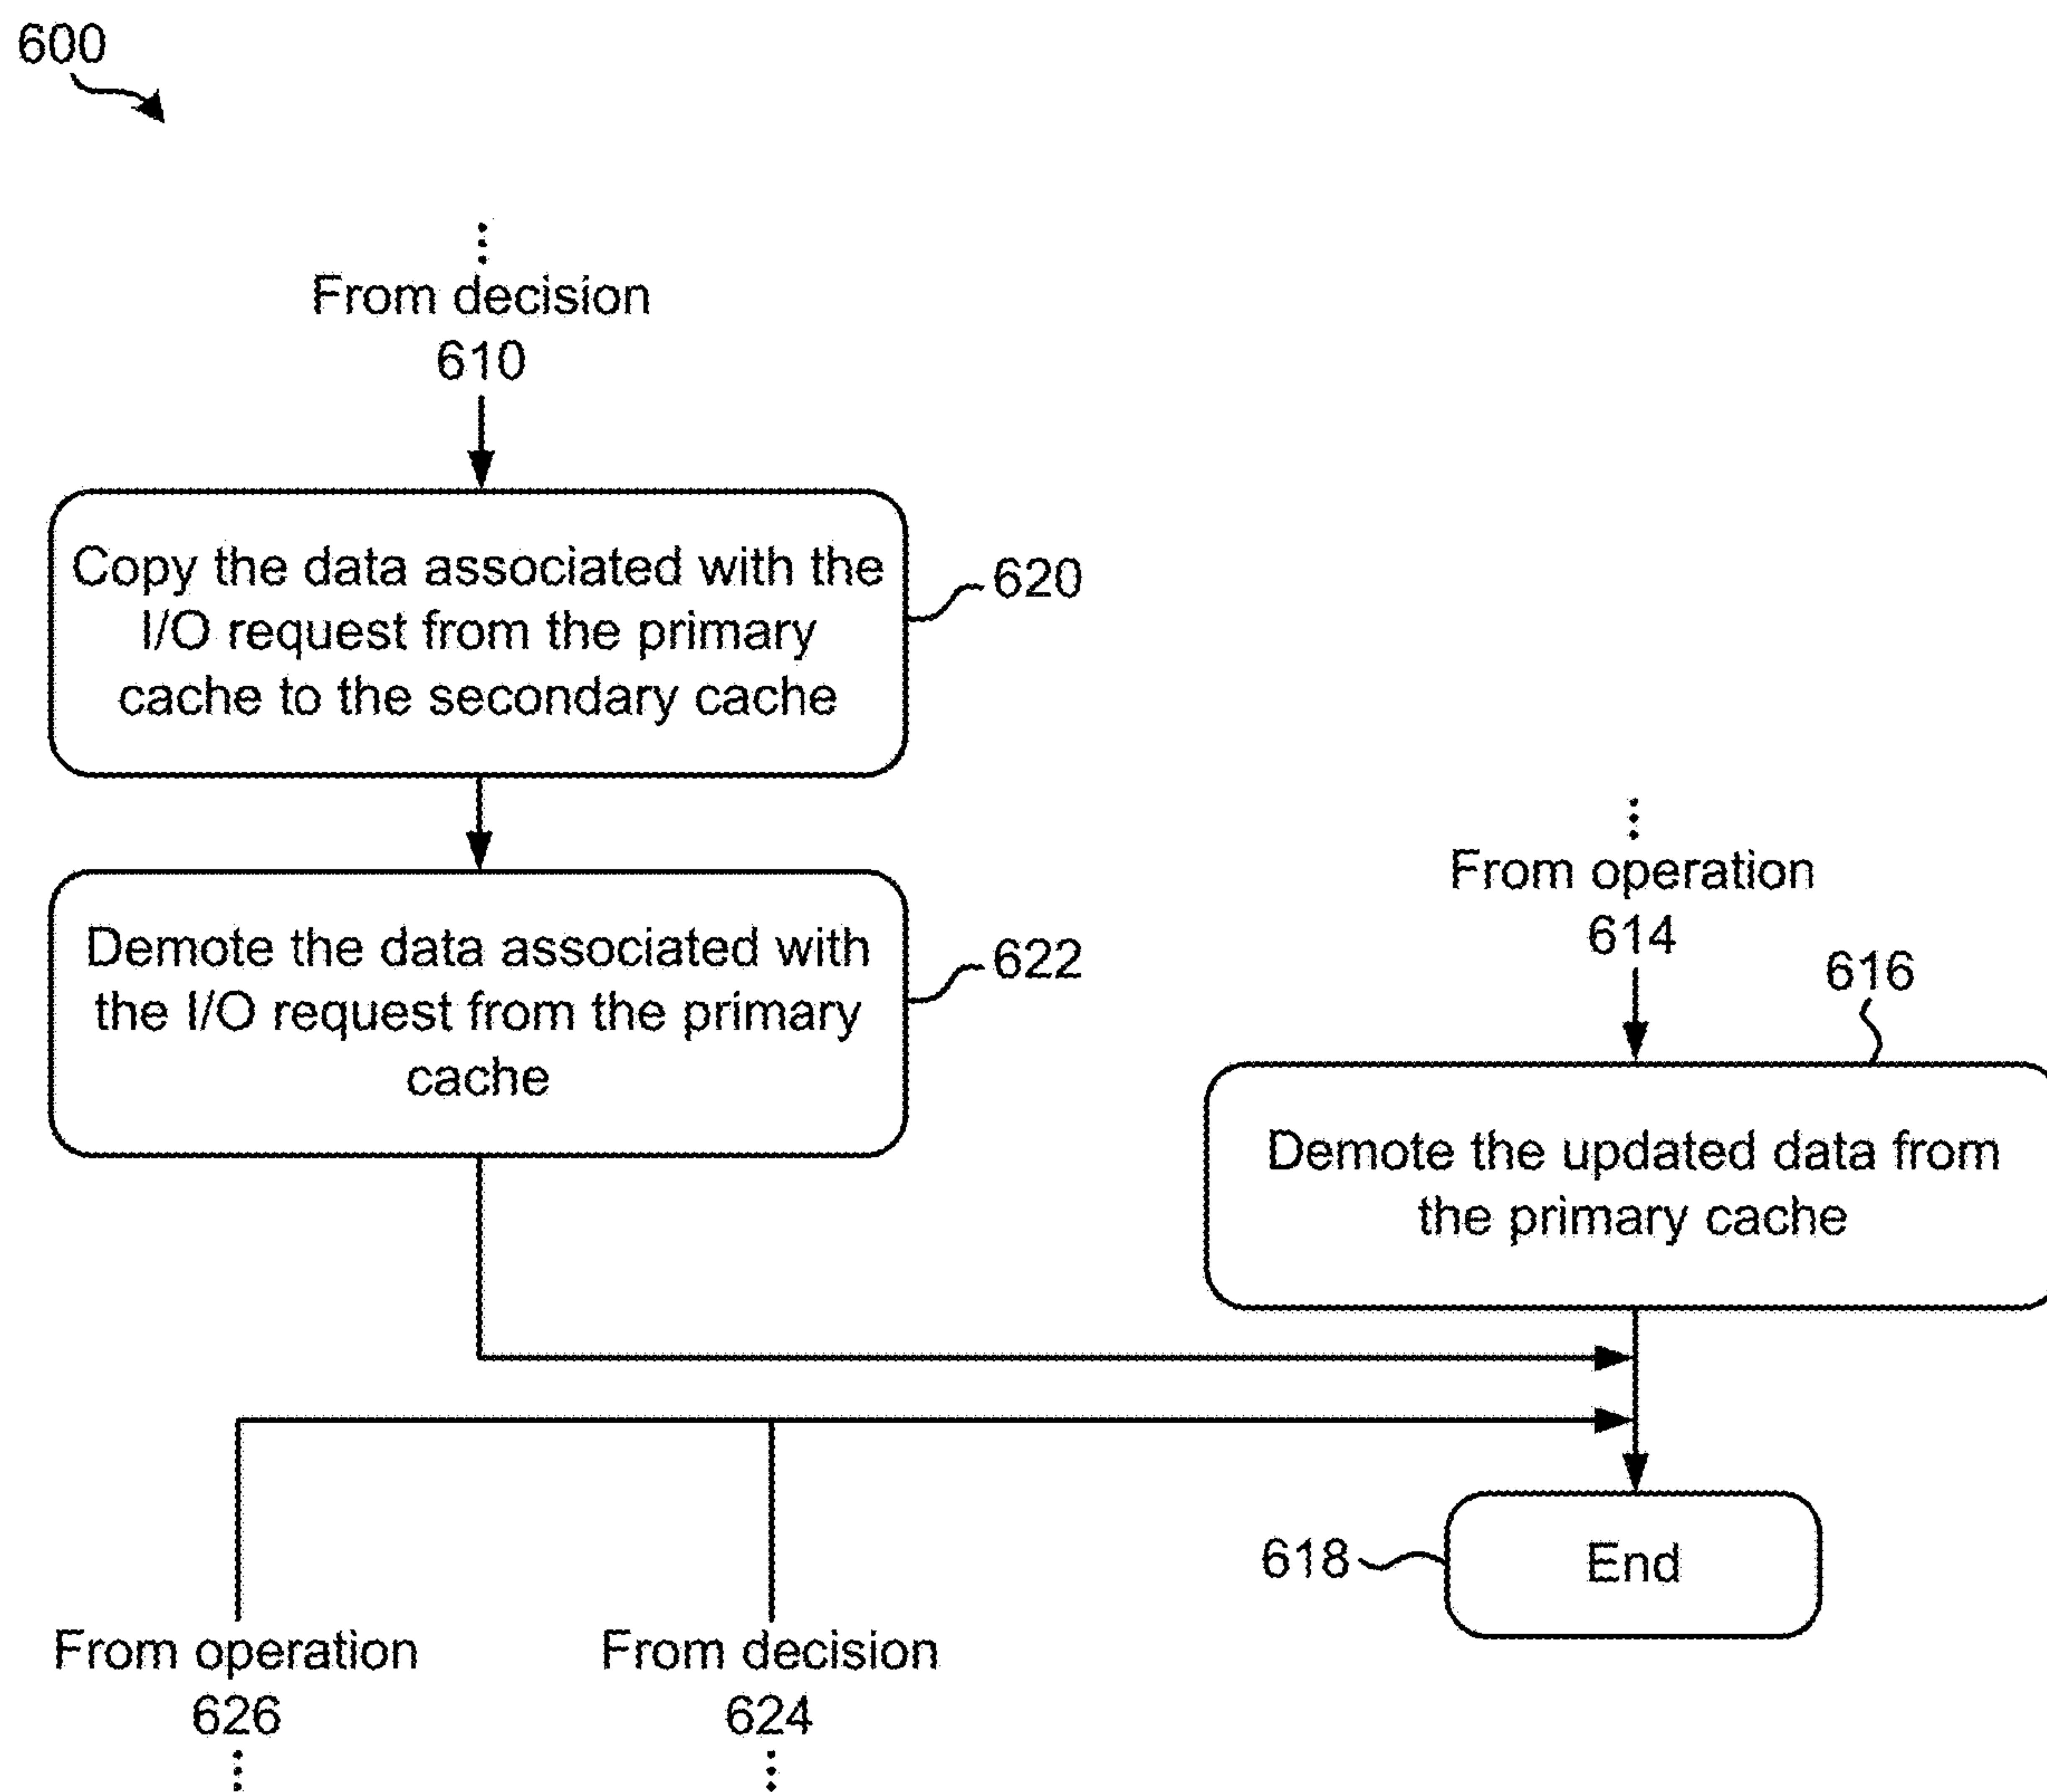 600
From decision
610
Copy the data associated with the
I/O request from the primary
cache to the secondary cache
620
Demote the data associated with
the I/O request from the primary
cache
622
From operation
614
616
Demote the updated data from
the primary cache
618
End
From operation
626
From decision
624